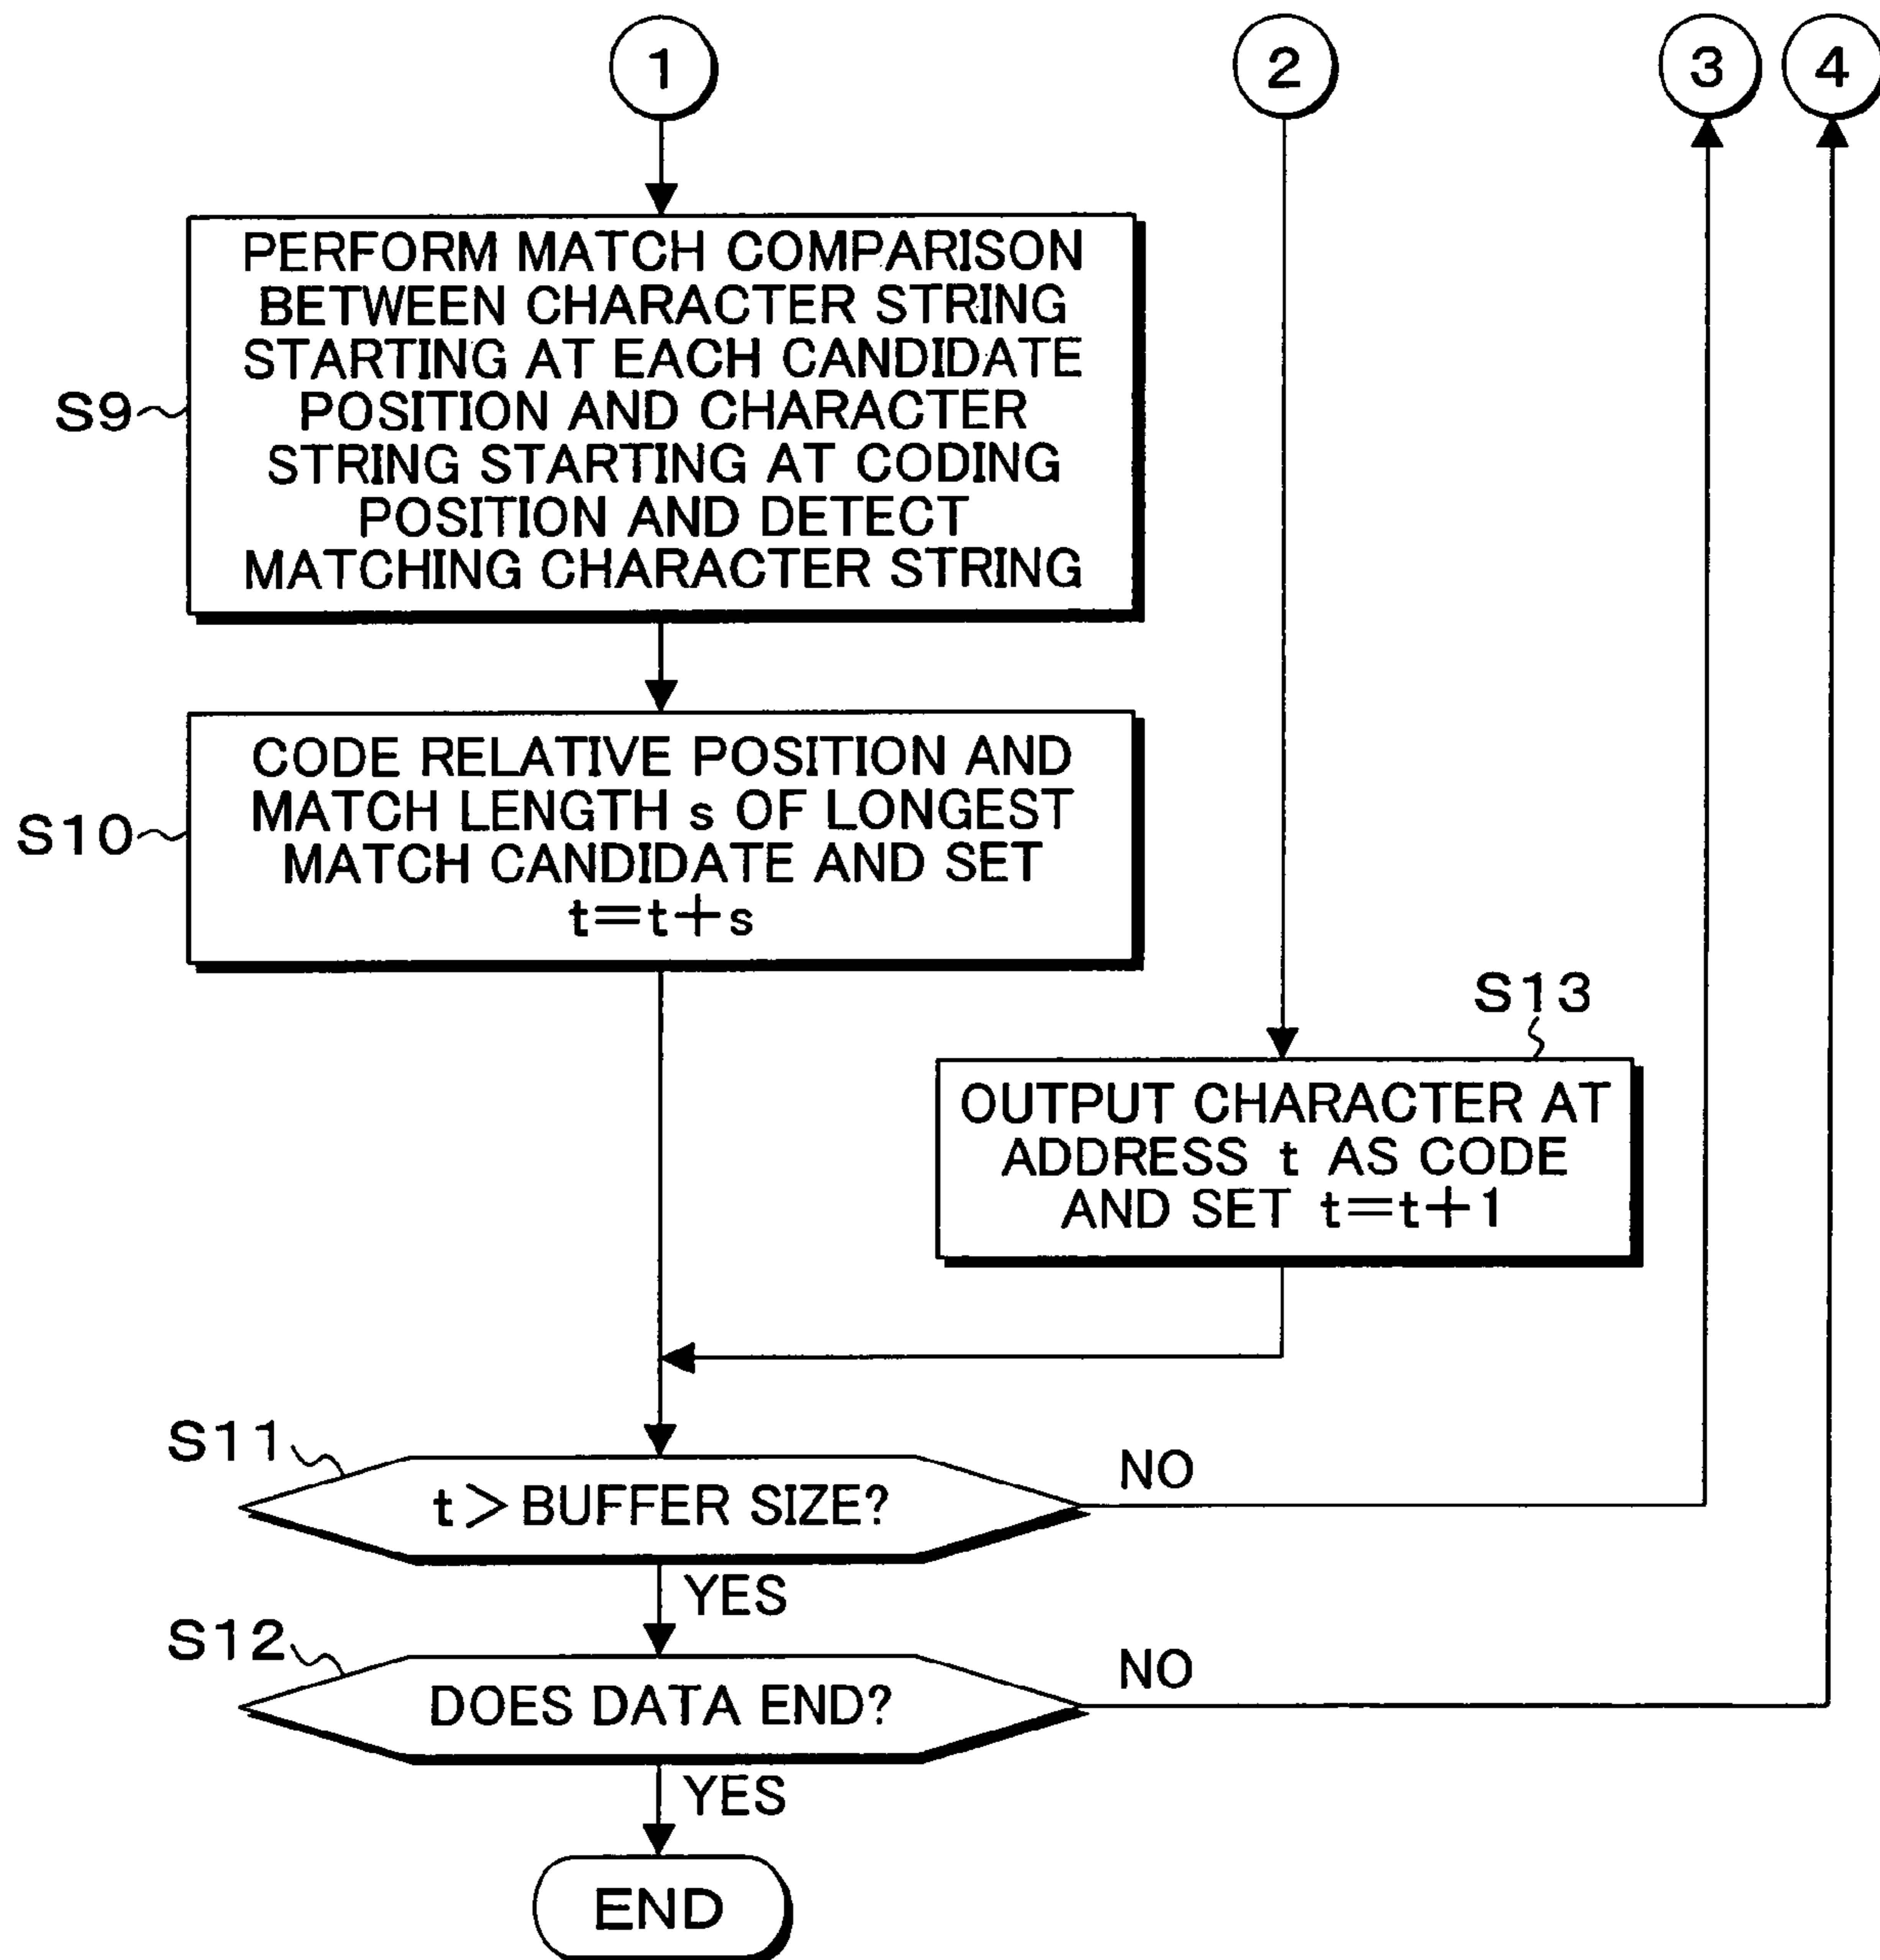 1
2
3
4
PERFORM MATCH COMPARISON
BETWEEN CHARACTER STRING
STARTING AT EACH CANDIDATE
POSITION AND CHARACTER
STRING STARTING AT CODING
POSITION AND DETECT
MATCHING CHARACTER STRING
S9
CODE RELATIVE POSITION AND
MATCH LENGTH s OF LONGEST
MATCH CANDIDATE AND SET
t=t+s
S10
S13
OUTPUT CHARACTER AT
ADDRESS t AS CODE
AND SET t=t+1
S11
t > BUFFER SIZE?
NO
YES
S12
DOES DATA END?
NO
YES
END